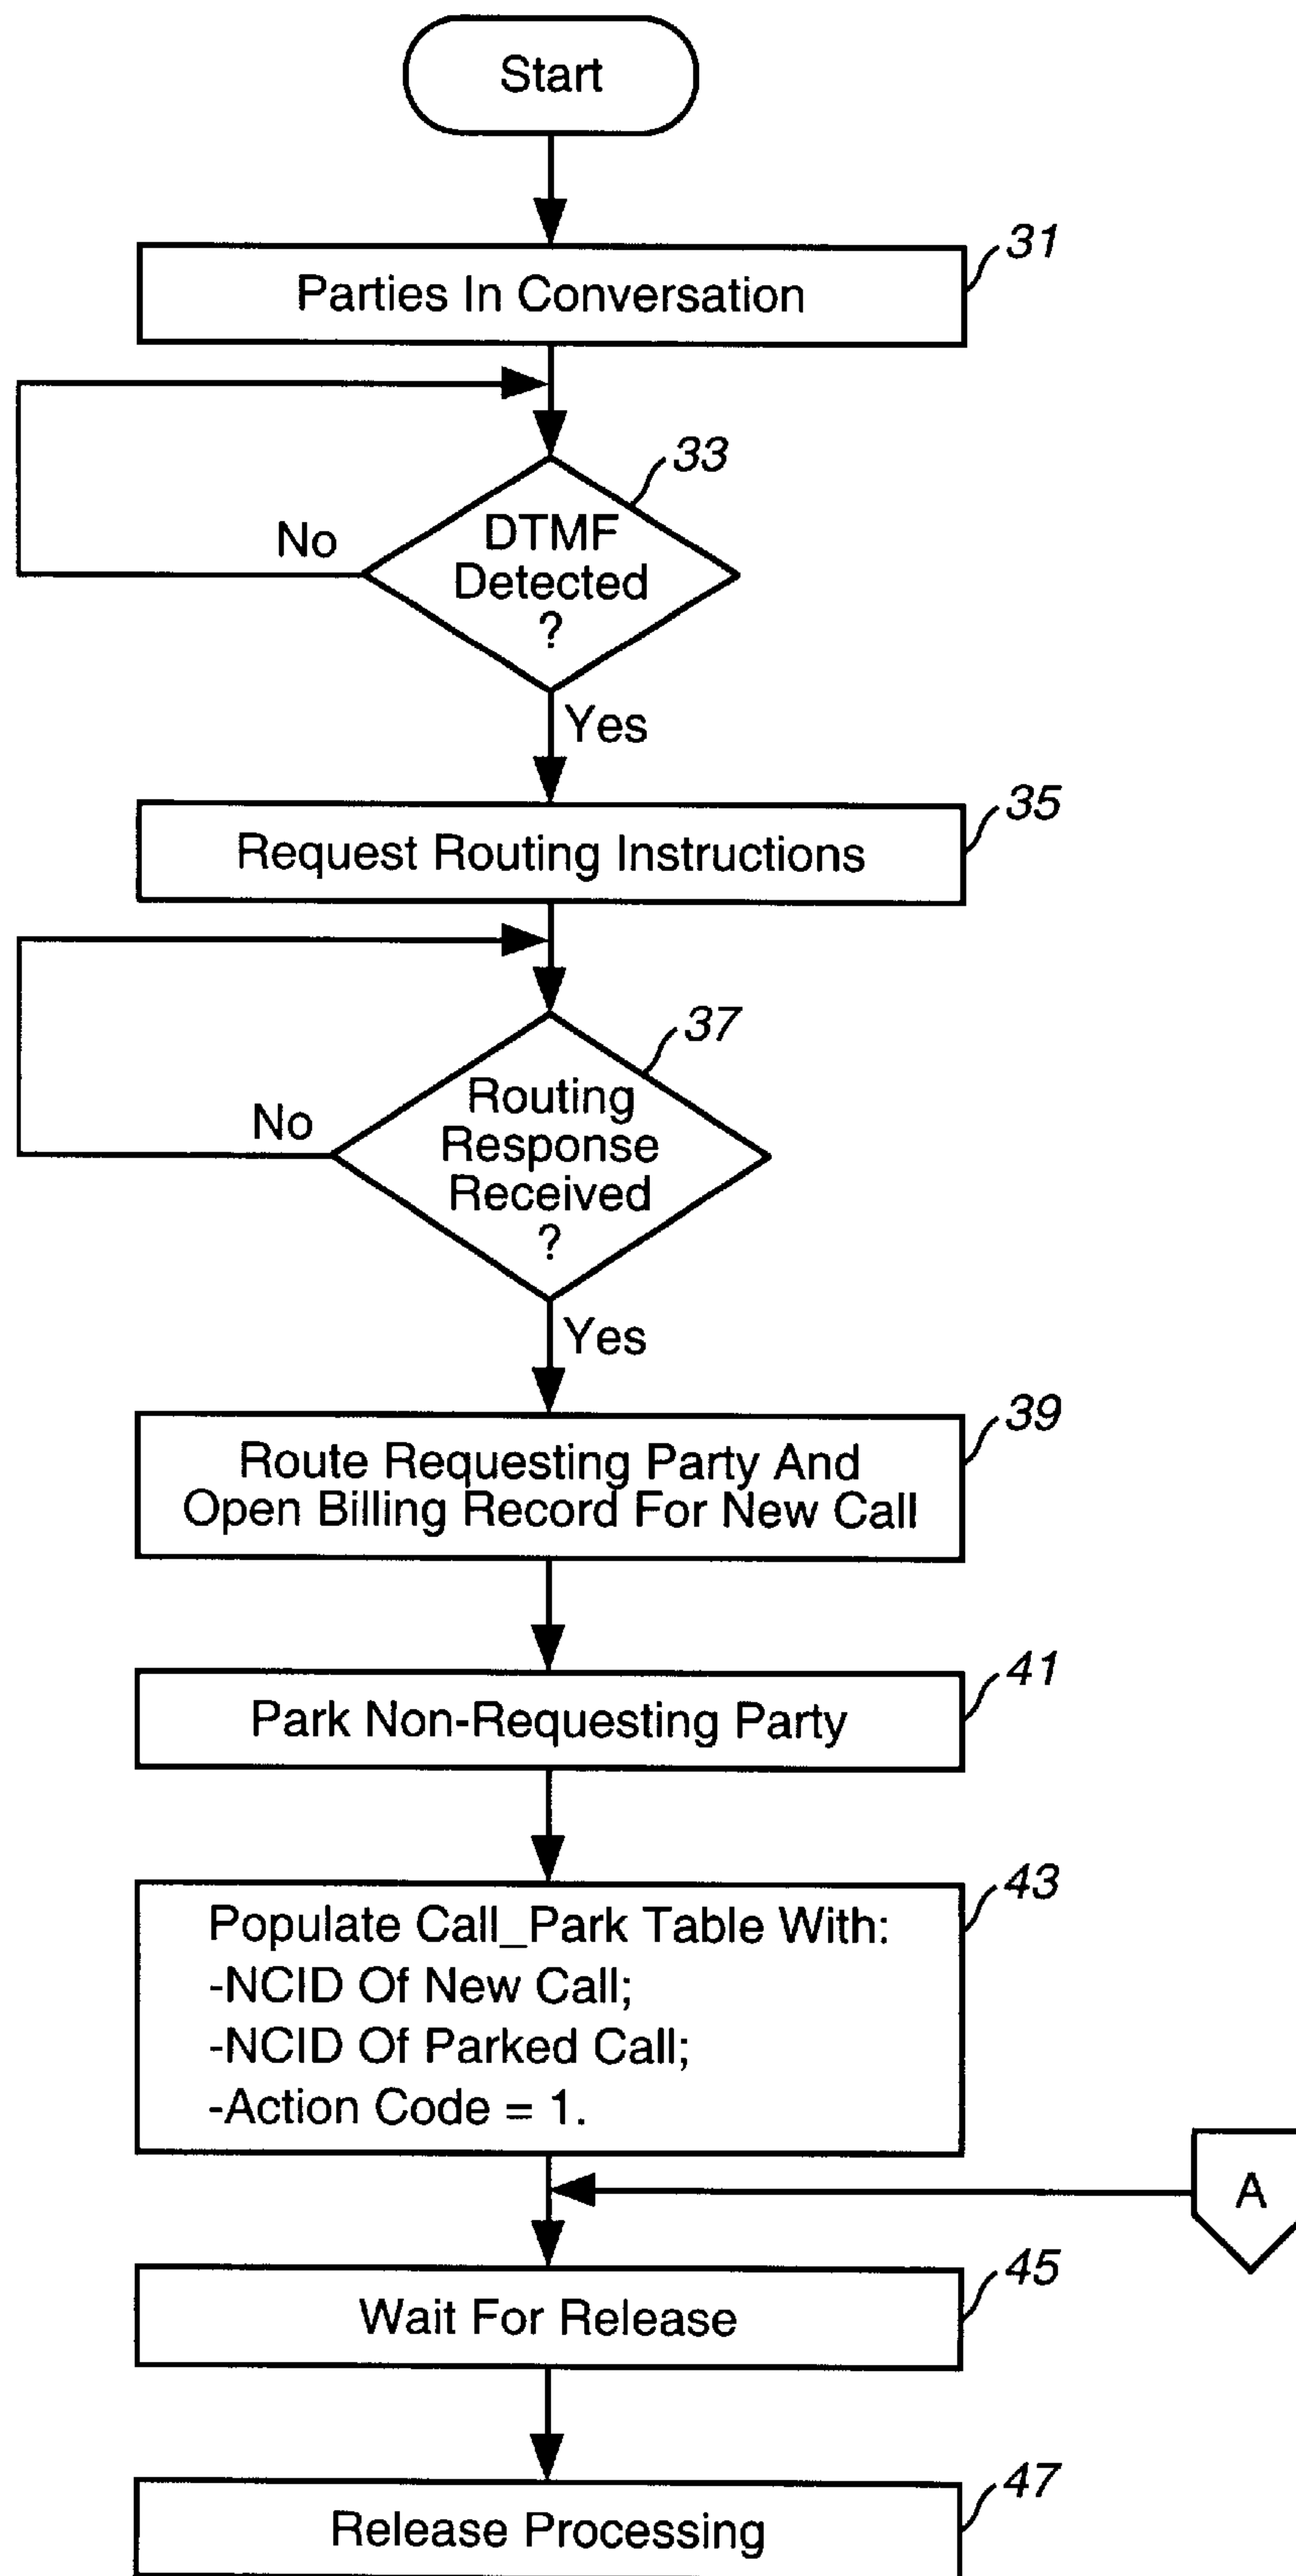 Start
31
Parties In Conversation
33
DTMF
Detected
?
No
Yes
35
Request Routing Instructions
37
Routing
Response
Received
?
No
Yes
39
Route Requesting Party And
Open Billing Record For New Call
41
Park Non-Requesting Party
43
Populate Call_Park Table With:
-NCID Of New Call;
-NCID Of Parked Call;
-Action Code = 1.
A
45
Wait For Release
47
Release Processing